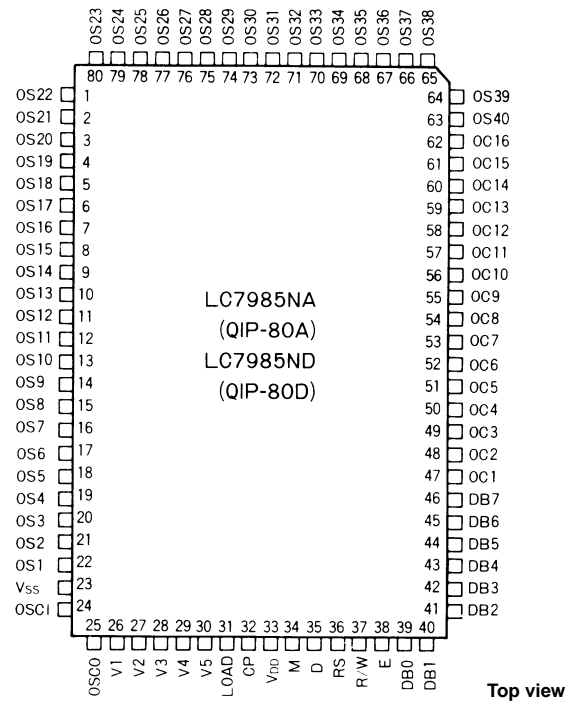 OS23 OS24 OS25 OS26 OS27 OS28 OS29 OS30 OS31 OS32 OS33 OS34 OS35 OS36 OS37 OS38
80 79 78 77 76 75 74 73 72 71 70 69 68 67 66 65
OS22 1 64 OS39
OS21 2 63 OS40
OS20 3 62 OC16
OS19 4 61 OC15
OS18 5 60 OC14
OS17 6 59 OC13
OS16 7 58 OC12
OS15 8 57 OC11
OS14 9 56 OC10
OS13 10 55 OC9
OS12 11 54 OC8
OS11 12 53 OC7
OS10 13 52 OC6
OS9 14 51 OC5
OS8 15 50 OC4
OS7 16 49 OC3
OS6 17 48 OC2
OS5 18 47 OC1
OS4 19 46 DB7
OS3 20 45 DB6
OS2 21 44 DB5
OS1 22 43 DB4
VSS 23 42 DB3
OSCI 24 41 DB2
LC7985NA
(QIP-80A)
LC7985ND
(QIP-80D)
25 26 27 28 29 30 31 32 33 34 35 36 37 38 39 40
OSCO V1 V2 V3 V4 V5 LOAD CP VDD M D RS R/W E DB0 DB1
Top view